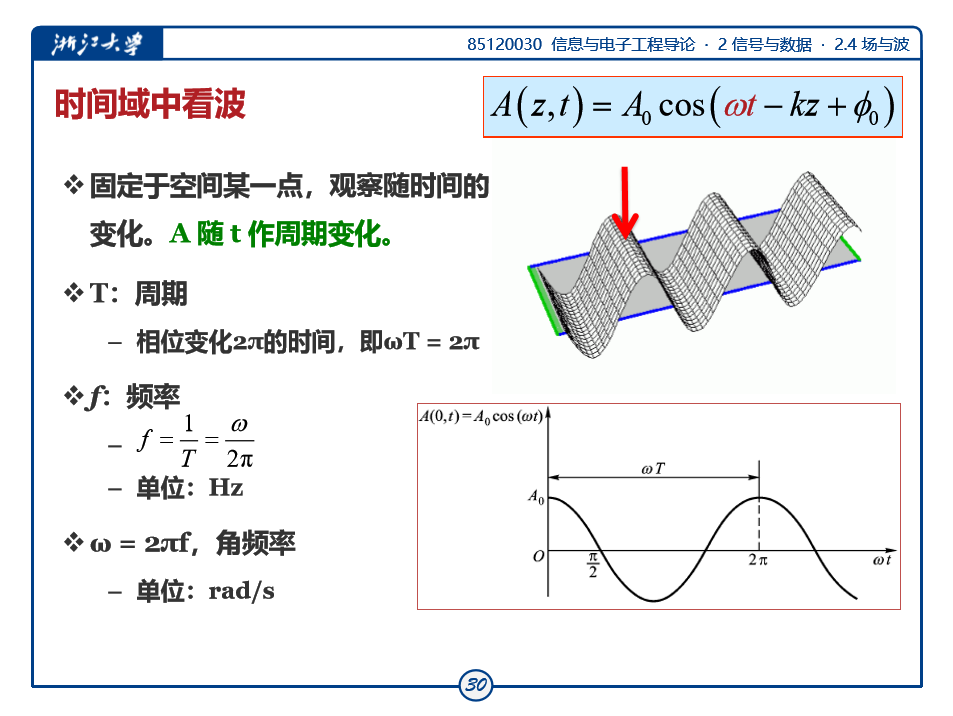 浙江大学
85120030 信息与电子工程导论 · 2 信号与数据 · 2.4 场与波
时间域中看波
A(z,t) = A₀ cos(ωt − kz + ϕ₀)
❖ 固定于空间某一点，观察随时间的
变化。A 随 t 作周期变化。
❖ T：周期
– 相位变化2π的时间，即ωT = 2π
❖ f：频率
– f = 1/T = ω/2π
– 单位：Hz
❖ ω = 2πf，角频率
– 单位：rad/s
A(0,t)=A₀cos(ωt)
ωT
A₀
O
π/2
2π
ωt
30